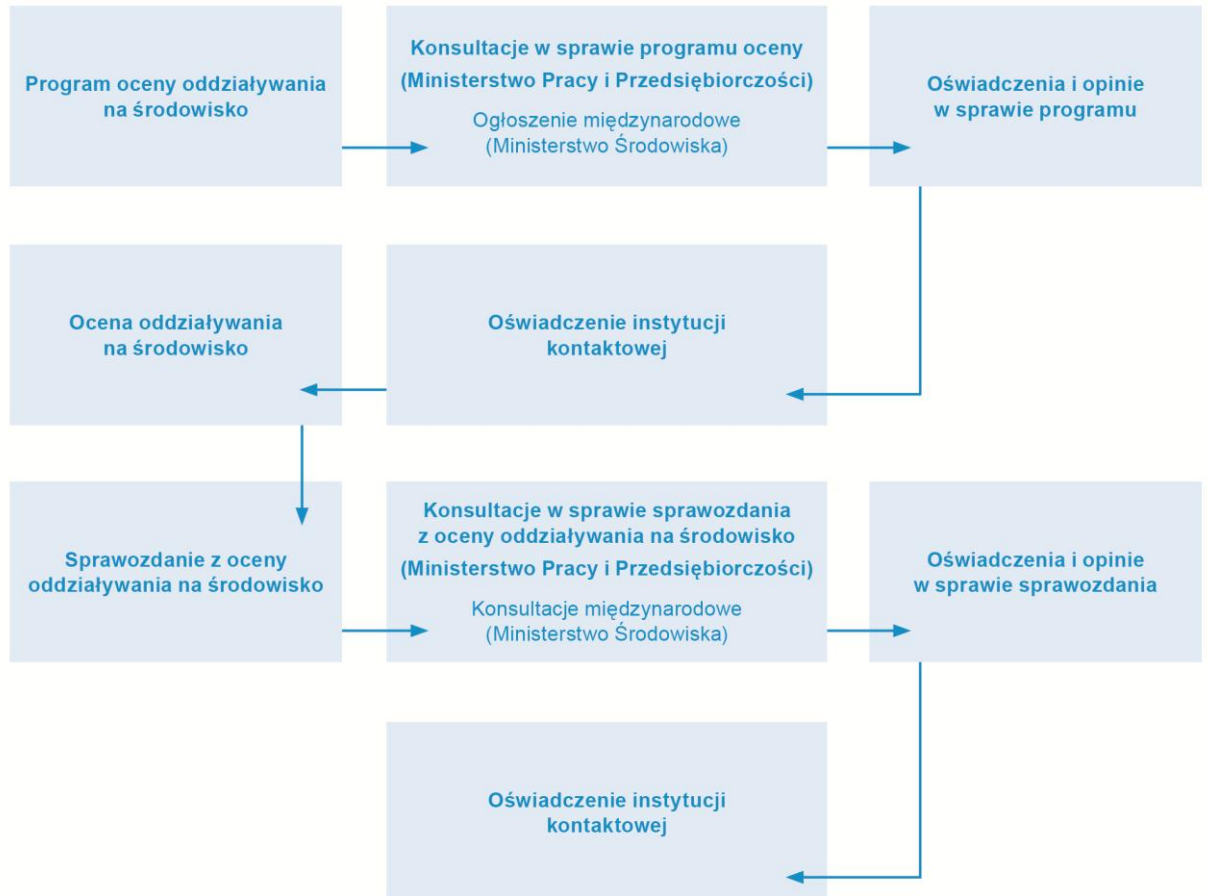 Program oceny oddziaływania
na środowisko
Konsultacje w sprawie programu oceny
(Ministerstwo Pracy i Przedsiębiorczości)
Ogłoszenie międzynarodowe
(Ministerstwo Środowiska)
Oświadczenia i opinie
w sprawie programu
Ocena oddziaływania
na środowisko
Oświadczenie instytucji
kontaktowej
Sprawozdanie z oceny
oddziaływania na środowisko
Konsultacje w sprawie sprawozdania
z oceny oddziaływania na środowisko
(Ministerstwo Pracy i Przedsiębiorczości)
Konsultacje międzynarodowe
(Ministerstwo Środowiska)
Oświadczenia i opinie
w sprawie sprawozdania
Oświadczenie instytucji
kontaktowej